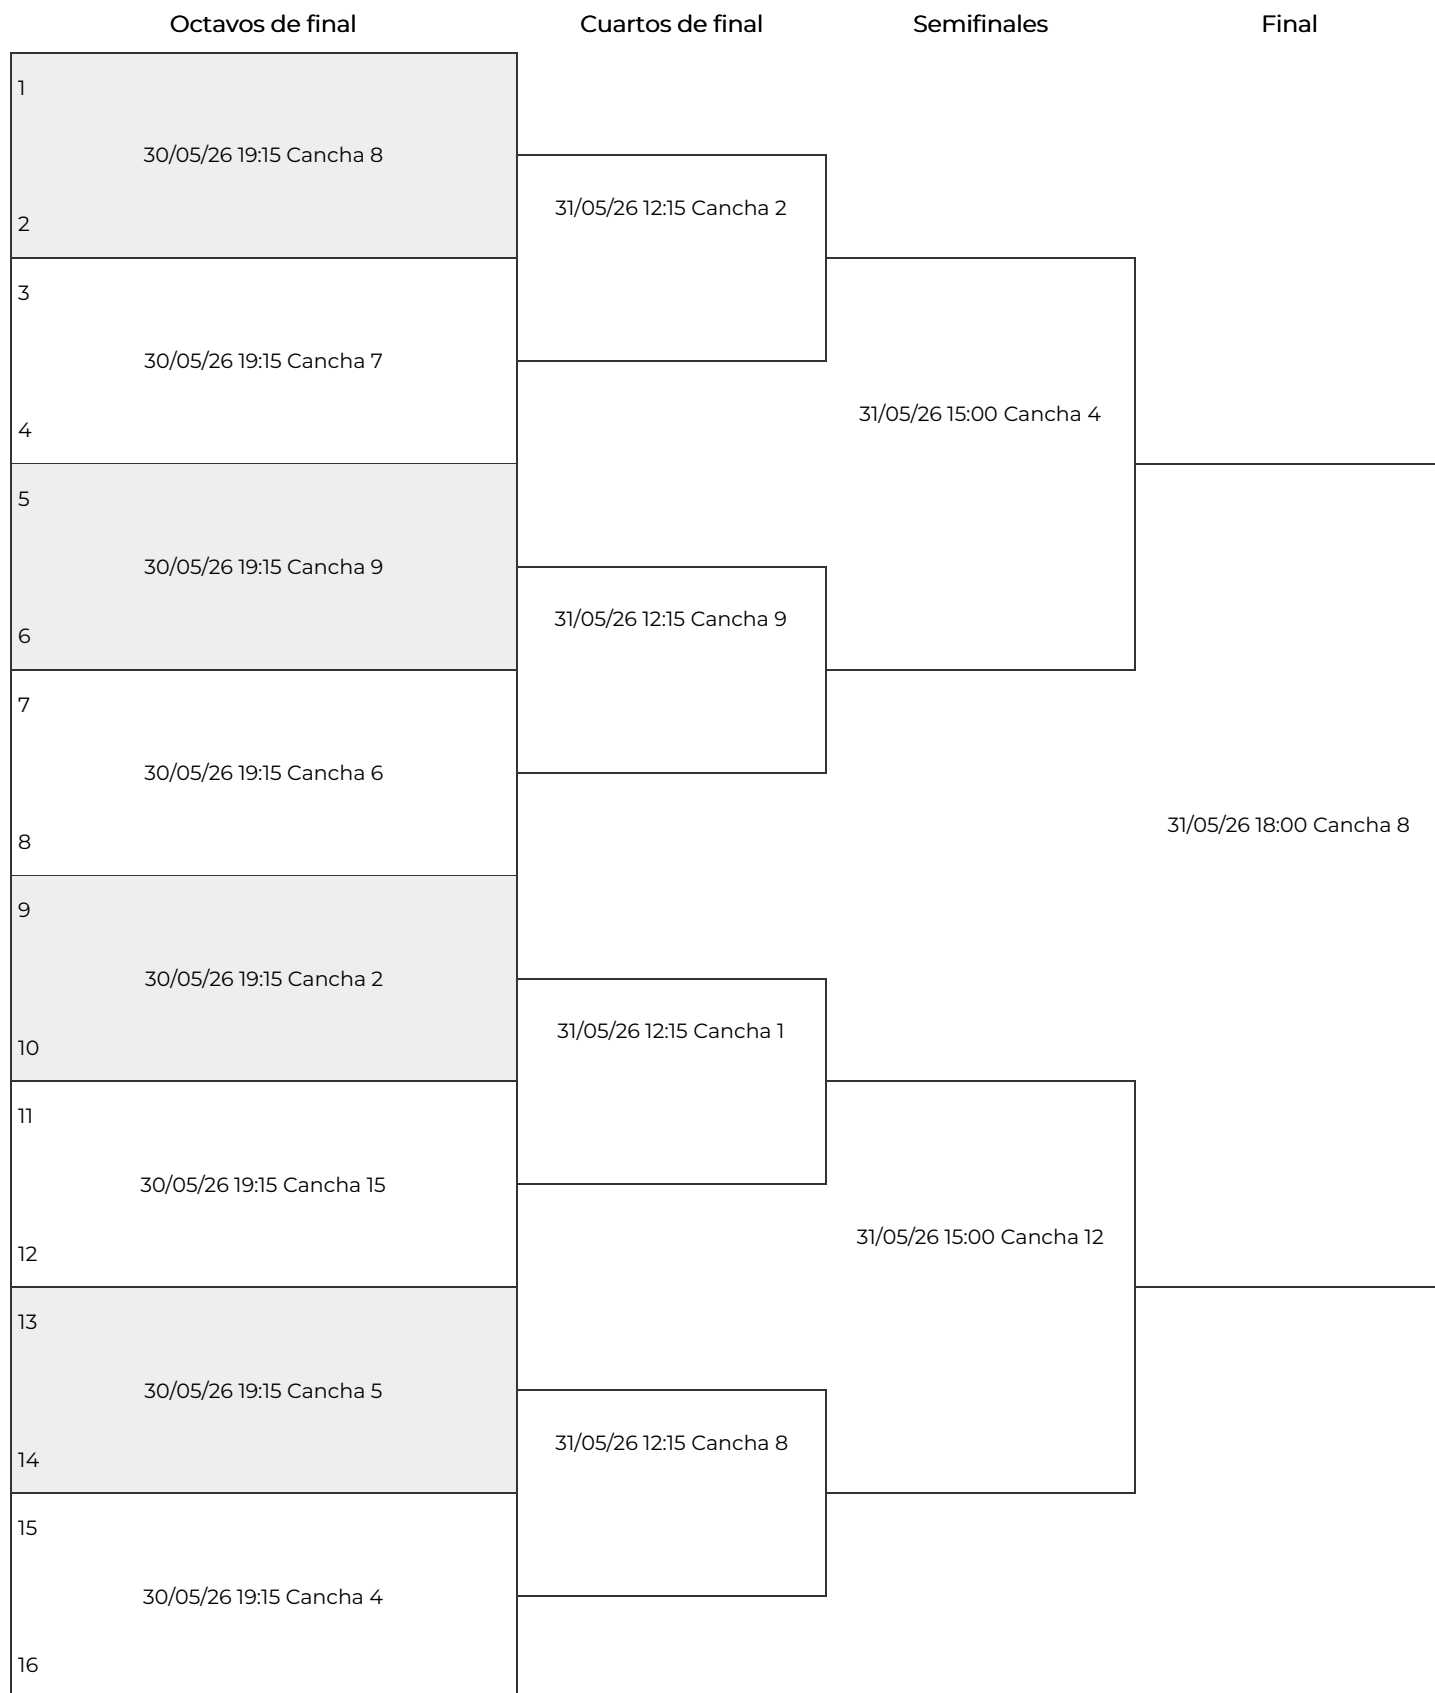 Octavos de final
Cuartos de final
Semifinales
Final
1
30/05/26 19:15 Cancha 8
2
3
30/05/26 19:15 Cancha 7
4
5
30/05/26 19:15 Cancha 9
6
7
30/05/26 19:15 Cancha 6
8
9
30/05/26 19:15 Cancha 2
10
11
30/05/26 19:15 Cancha 15
12
13
30/05/26 19:15 Cancha 5
14
15
30/05/26 19:15 Cancha 4
16
31/05/26 12:15 Cancha 2
31/05/26 12:15 Cancha 9
31/05/26 12:15 Cancha 1
31/05/26 12:15 Cancha 8
31/05/26 15:00 Cancha 4
31/05/26 15:00 Cancha 12
31/05/26 18:00 Cancha 8